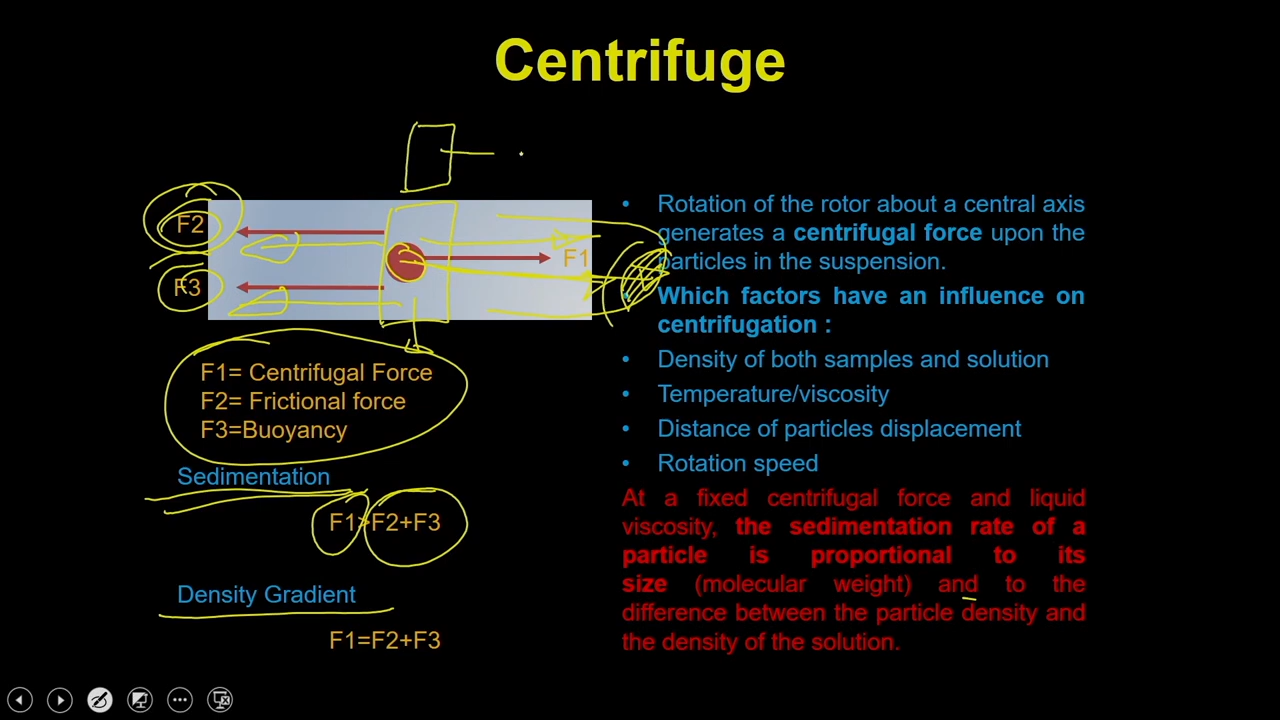 Centrifuge
F2
F3
F1
F1= Centrifugal Force
F2= Frictional force
F3=Buoyancy
Sedimentation
F1>F2+F3
Density Gradient
F1=F2+F3
• Rotation of the rotor about a central axis
generates a centrifugal force upon the
particles in the suspension.
• Which factors have an influence on
centrifugation :
• Density of both samples and solution
• Temperature/viscosity
• Distance of particles displacement
• Rotation speed
At a fixed centrifugal force and liquid
viscosity, the sedimentation rate of a
particle is proportional to its
size (molecular weight) and to the
difference between the particle density and
the density of the solution.